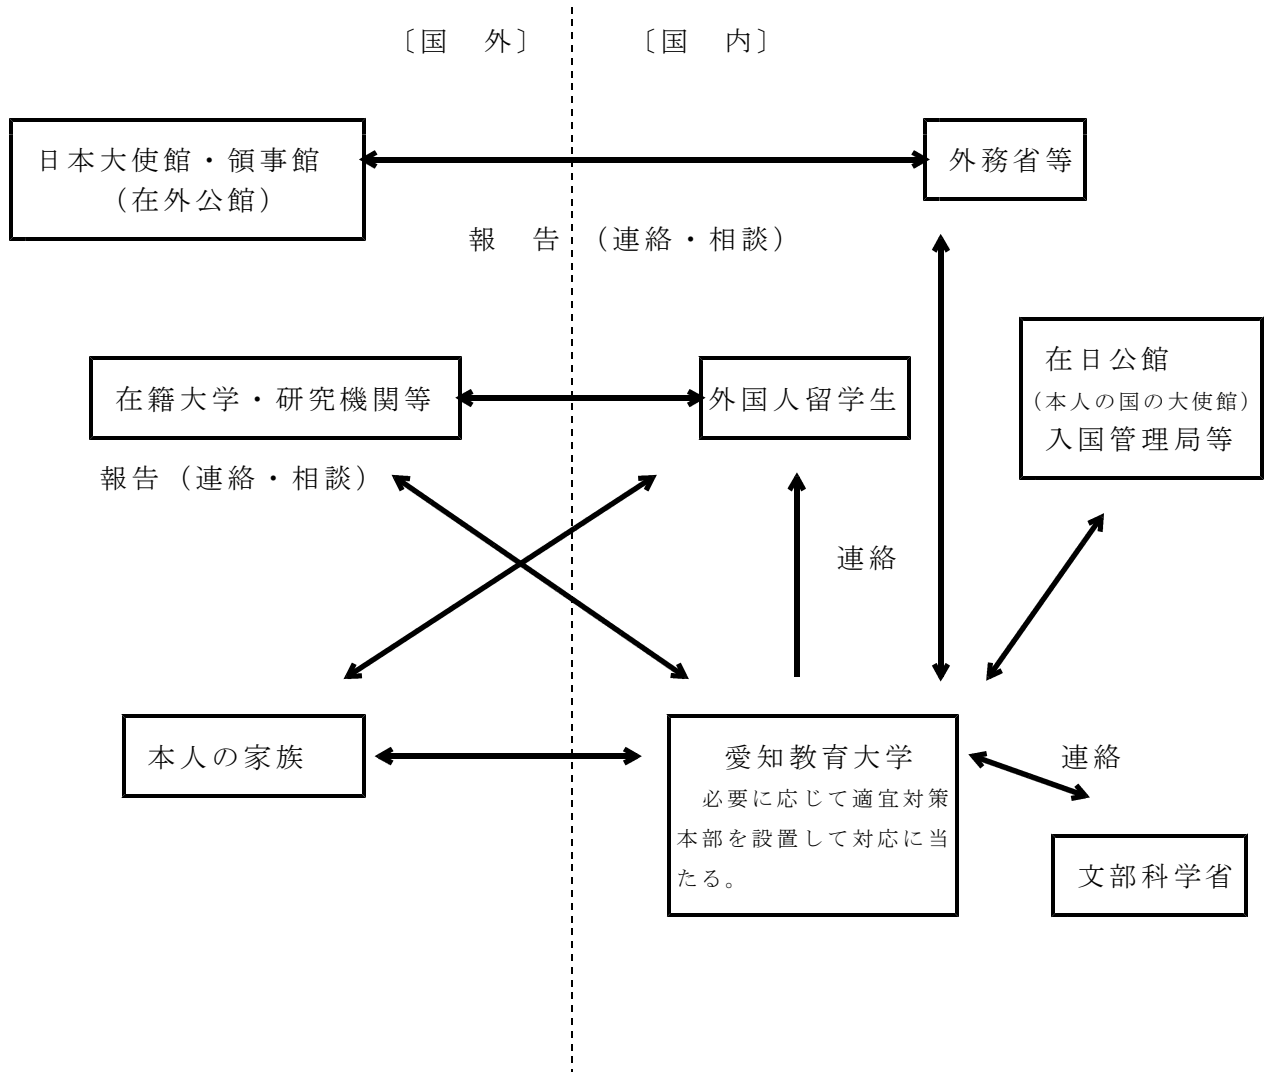 〔国　外〕　〔国　内〕
日本大使館・領事館
（在外公館）
外務省等
報　告　（連絡・相談）
在日公館
（本人の国の大使館）
入国管理局等
在籍大学・研究機関等
外国人留学生
報告（連絡・相談）
連絡
本人の家族
愛知教育大学
必要に応じて適宜対策
本部を設置して対応に当
たる。
連絡
文部科学省